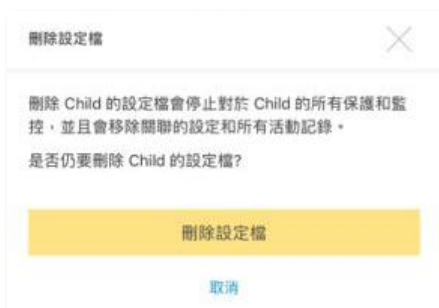 刪除設定檔
刪除 Child 的設定檔會停止對於 Child 的所有保護和監
控，並且會移除關聯的設定和所有活動記錄。
是否仍要刪除 Child 的設定檔?
刪除設定檔
取消